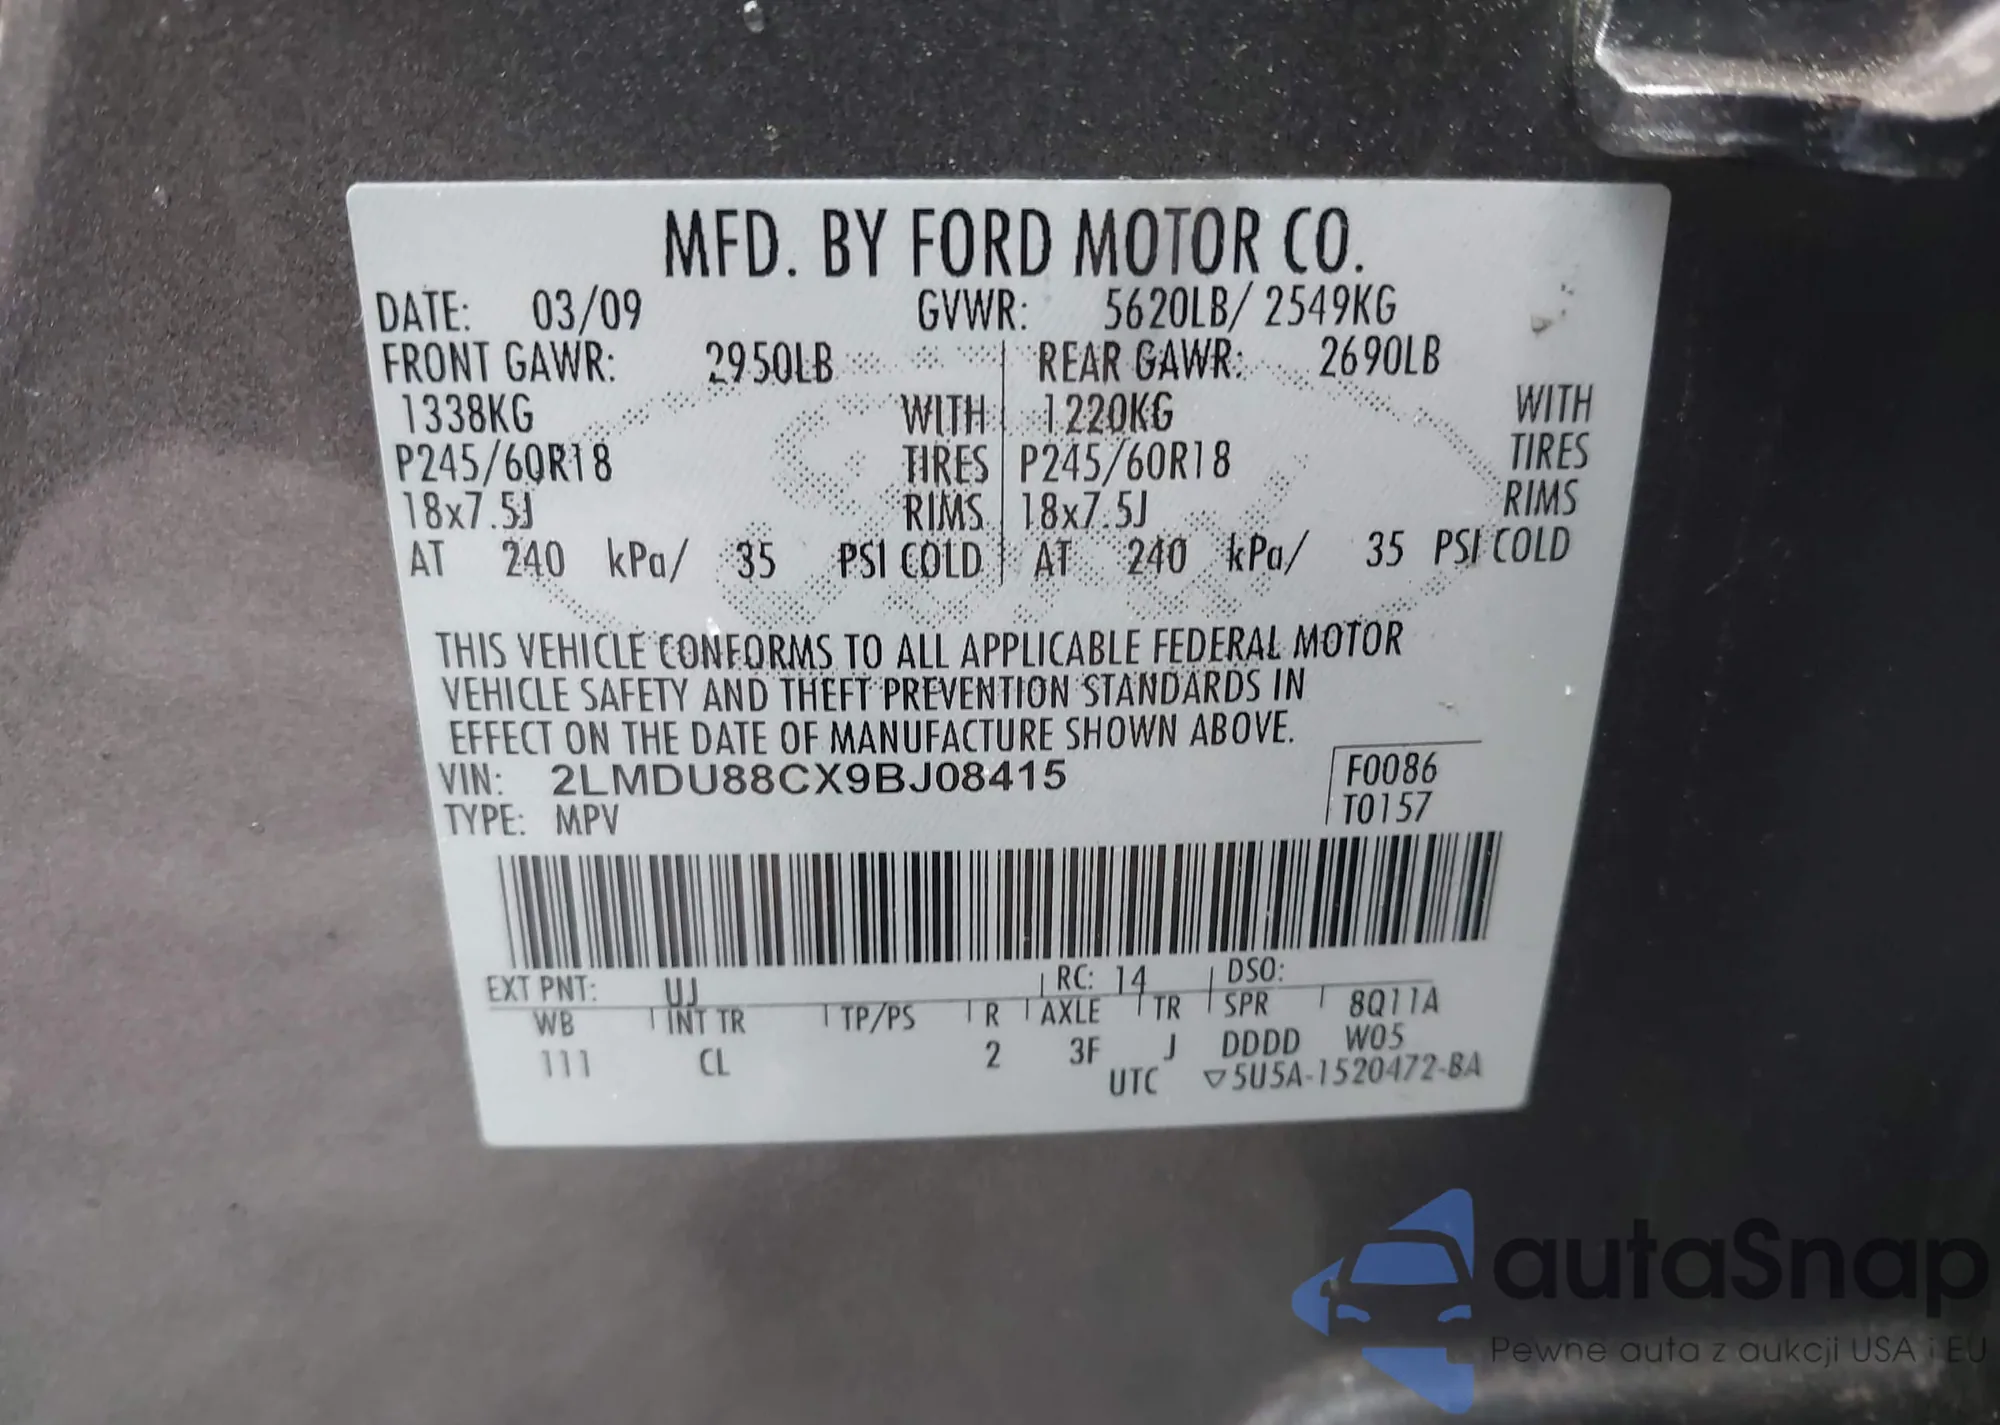 MFD. BY FORD MOTOR CO.
DATE: 03/09 GVWR: 5620LB/ 2549KG
FRONT GAWR: 2950LB REAR GAWR: 2690LB
1338KG WITH 1220KG WITH
P245/60R18 TIRES P245/60R18 TIRES
18x7.5J RIMS 18x7.5J RIMS
AT 240 kPa/ 35 PSI COLD AT 240 kPa/ 35 PSI COLD
THIS VEHICLE CONFORMS TO ALL APPLICABLE FEDERAL MOTOR
VEHICLE SAFETY AND THEFT PREVENTION STANDARDS IN
EFFECT ON THE DATE OF MANUFACTURE SHOWN ABOVE.
VIN: 2LMDU88CX9BJ08415 F0086
TYPE: MPV T0157
EXT PNT: UJ RC: 14 DSO:
WB INT TR TP/PS R AXLE TR SPR 8Q11A
111 CL 2 3F J DDDD W05
UTC ▽5U5A-1520472-BA
autaSnap
Pewne auta z aukcji USA i EU